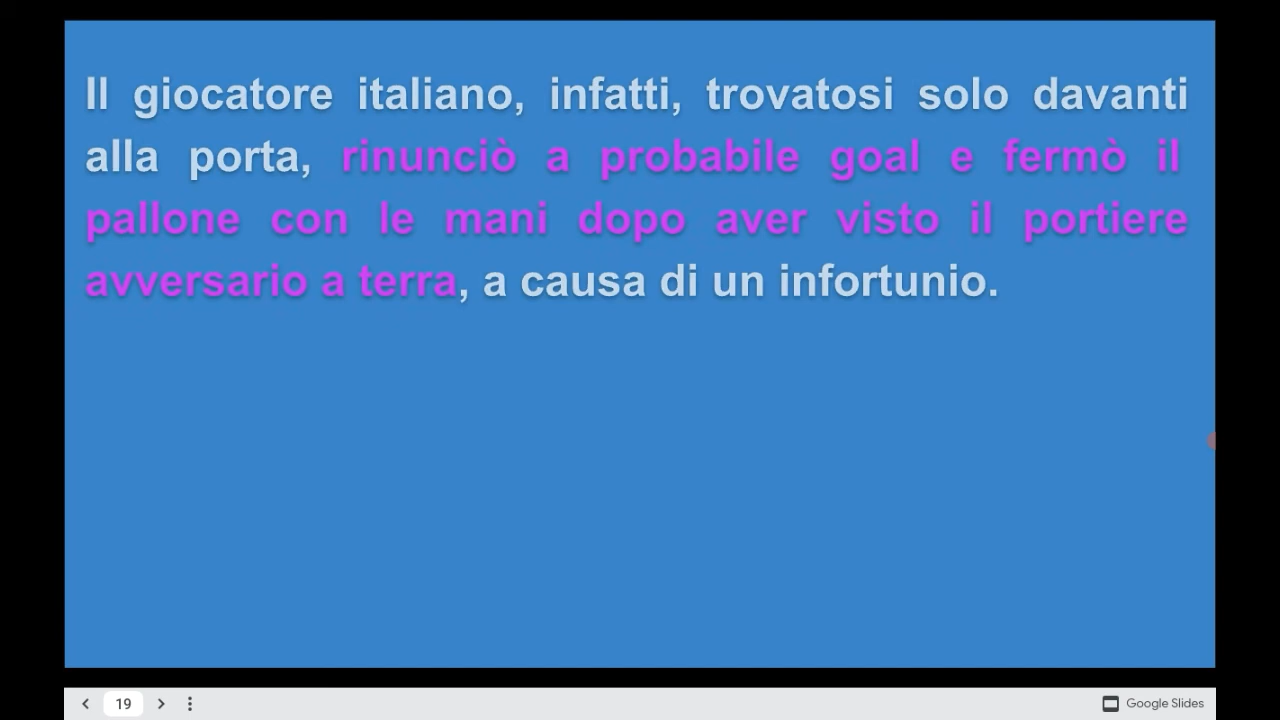 Il giocatore italiano, infatti, trovatosi solo davanti
alla porta, rinunciò a probabile goal e fermò il
pallone con le mani dopo aver visto il portiere
avversario a terra, a causa di un infortunio.
19
Google Slides